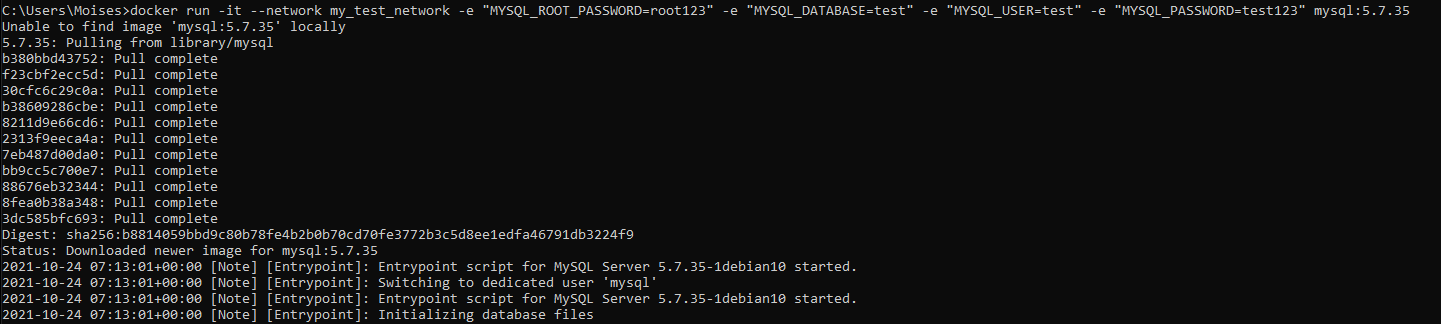 C:\Users\Moises>docker run -it --network my_test_network -e "MYSQL_ROOT_PASSWORD=root123" -e "MYSQL_DATABASE=test" -e "MYSQL_USER=test" -e "MYSQL_PASSWORD=test123" mysql:5.7.35
Unable to find image 'mysql:5.7.35' locally
5.7.35: Pulling from library/mysql
b380bbd43752: Pull complete
f23cbf2ecc5d: Pull complete
30cfc6c29c0a: Pull complete
b38609286cbe: Pull complete
8211d9e66cd6: Pull complete
2313f9eeca4a: Pull complete
7eb487d00da0: Pull complete
bb9cc5c700e7: Pull complete
88676eb32344: Pull complete
8fea0b38a348: Pull complete
3dc585bfc693: Pull complete
Digest: sha256:b8814059bbd9c80b78fe4b2b0b70cd70fe3772b3c5d8ee1edfa46791db3224f9
Status: Downloaded newer image for mysql:5.7.35
2021-10-24 07:13:01+00:00 [Note] [Entrypoint]: Entrypoint script for MySQL Server 5.7.35-1debian10 started.
2021-10-24 07:13:01+00:00 [Note] [Entrypoint]: Switching to dedicated user 'mysql'
2021-10-24 07:13:01+00:00 [Note] [Entrypoint]: Entrypoint script for MySQL Server 5.7.35-1debian10 started.
2021-10-24 07:13:01+00:00 [Note] [Entrypoint]: Initializing database files